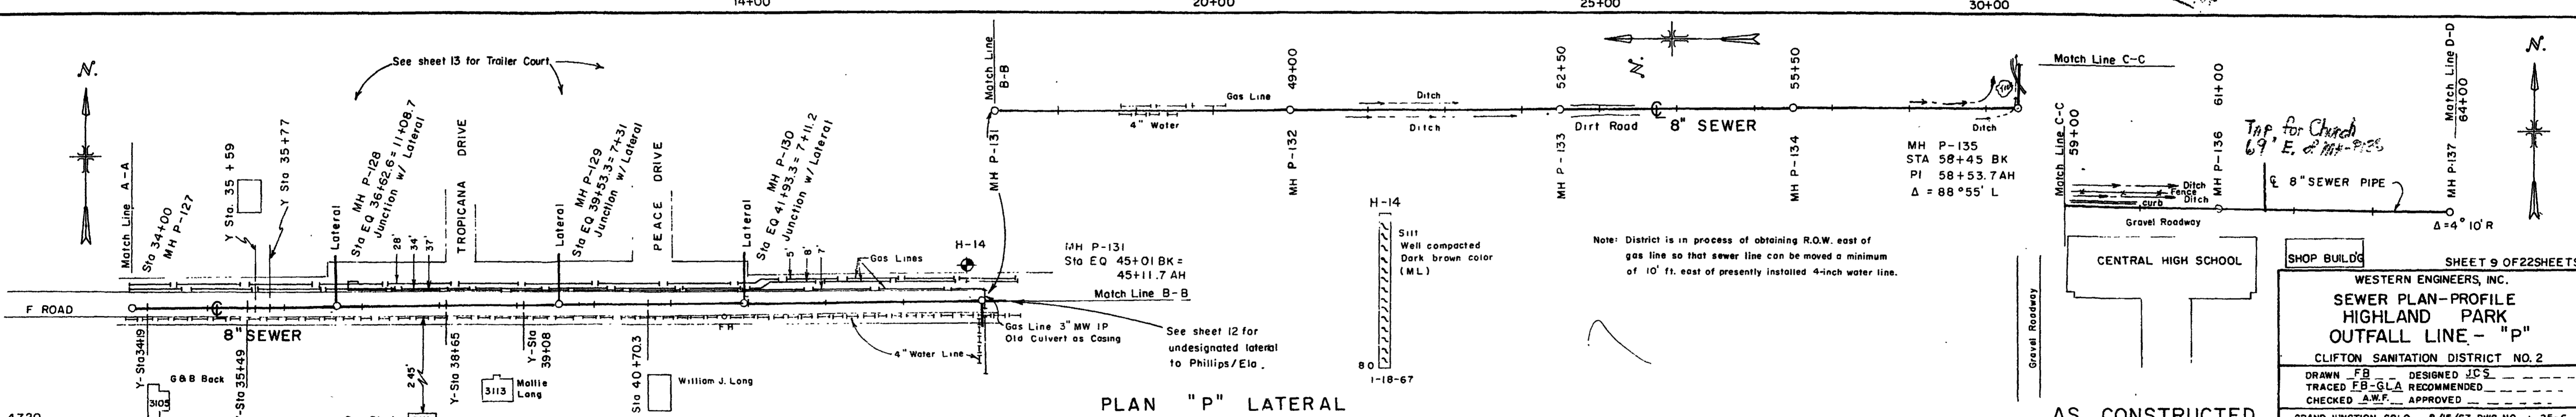 14+00
20+00
25+00
30+00
N.
See sheet 13 for Trailer Court
Match Line A-A
Sta 34+00
MH P-127
Y Sta. 35 + 59
Y Sta 35+77
Lateral
MH P-128
Sta EQ 36+62.6 = 11+08.7
Junction w/ Lateral
28'
34'
37'
TROPICANA DRIVE
Lateral
MH P-129
Sta EQ 39+53.3 = 7+31
Junction w/Lateral
PEACE DRIVE
Lateral
MH P-130
Sta EQ 41+93.3 = 7+11.2
Junction w/ Lateral
5'
8'
7'
Gas Lines
H-14
MH P-131
Sta EQ 45+01 BK =
45+11.7 AH
Match Line B-B
F ROAD
8" SEWER
FH
Gas Line 3" MW IP
Old Culvert as Casing
4" Water Line
See sheet 12 for
undesignated lateral
to Phillips/Ela.
Y-Sta 34+19
G & B Back
3105
Y-Sta 35+49
245'
Y-Sta 38+65
Y-Sta 39+08
3113
Mollie
Long
Sta 40+70.3
William J. Long
4720
Match Line
B-B
MH P-131
4" Water
Gas Line
49+00
MH P-132
Ditch
Ditch
52+50
MH P-133
Dirt Road
N.
8" SEWER
55+50
MH P-134
Ditch
MH P-135
STA 58+45 BK
PI 58+53.7 AH
Δ = 88°55' L
H-14
Silt
Well compacted
Dark brown color
(ML)
8 0
1-18-67
Note: District is in process of obtaining R.O.W. east of
gas line so that sewer line can be moved a minimum
of 10' ft. east of presently installed 4-inch water line.
PLAN "P" LATERAL
Match Line C-C
Match Line C-C
59+00
Ditch
Fence
Ditch
curb
Gravel Roadway
MH P-136 61+00
Tap for Church
69' E. of MH-P136
8" SEWER PIPE
Match Line D-D
MH P-137 64+00
Δ=4° 10' R
N.
CENTRAL HIGH SCHOOL
SHOP BUILD'G
Gravel Roadway
AS CONSTRUCTED
SHEET 9 OF 22 SHEETS
WESTERN ENGINEERS, INC.
SEWER PLAN-PROFILE
HIGHLAND PARK
OUTFALL LINE - "P"
CLIFTON SANITATION DISTRICT NO. 2
DRAWN FB DESIGNED JCS
TRACED FB-GLA RECOMMENDED
CHECKED A.W.F. APPROVED